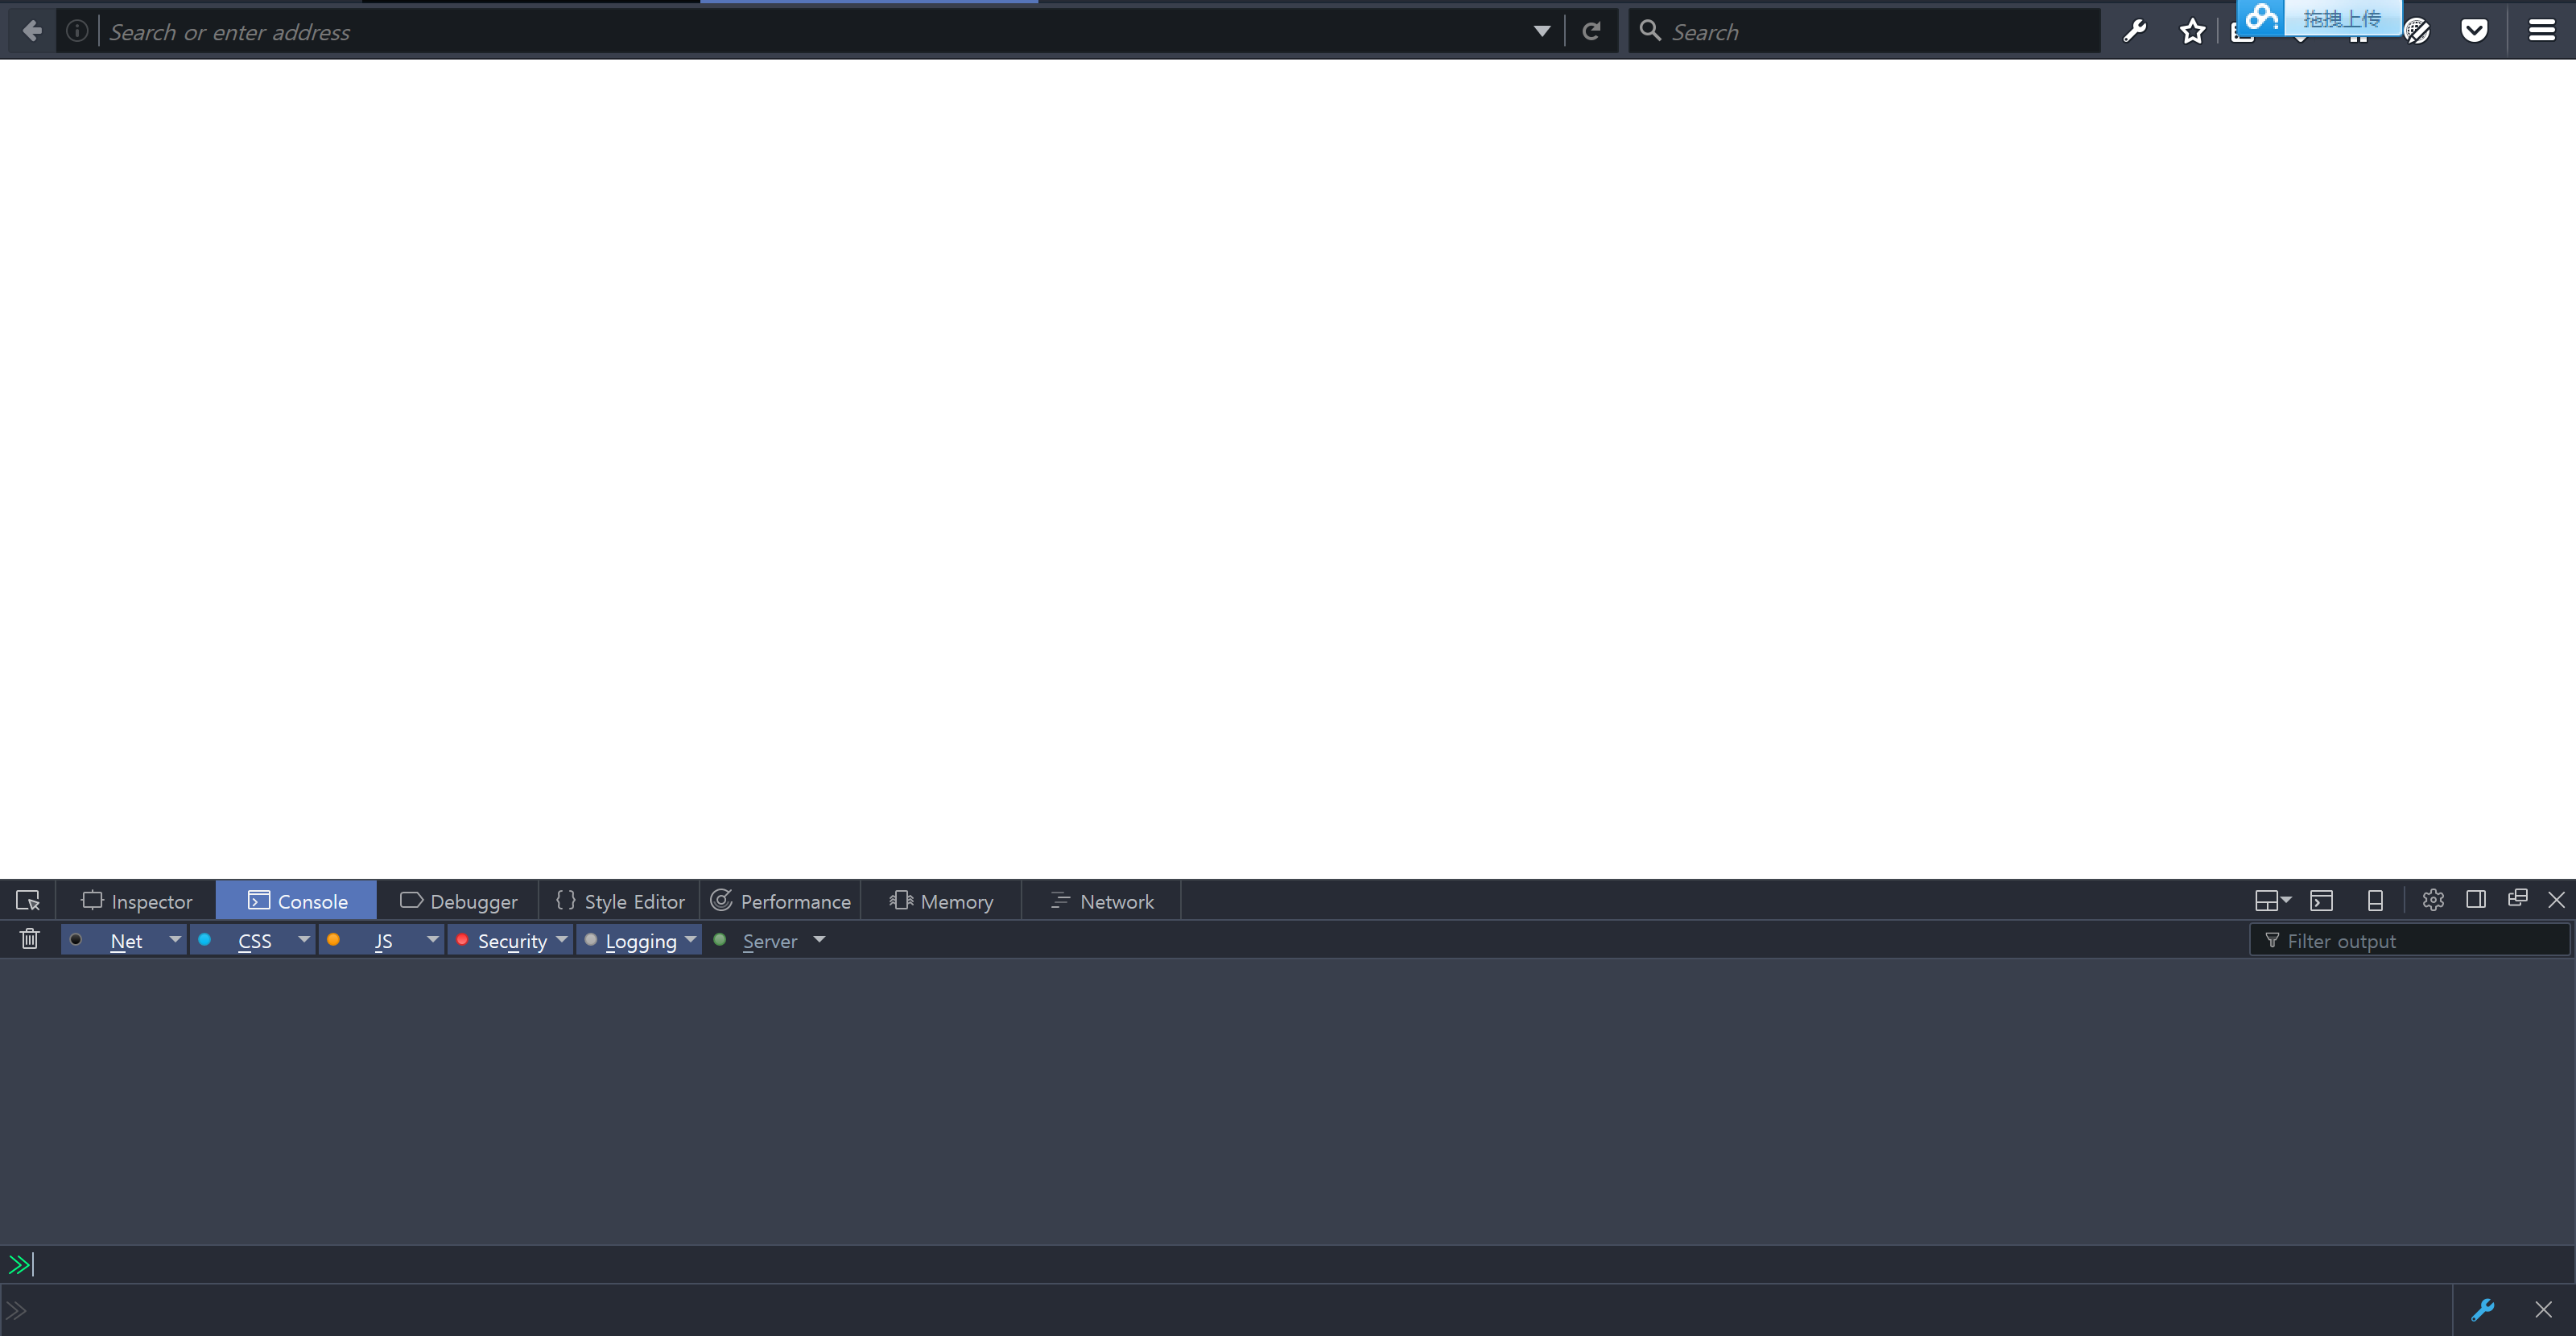 Search or enter address
Search
拖拽上传
Inspector
Console
Debugger
Style Editor
Performance
Memory
Network
Net
CSS
JS
Security
Logging
Server
Filter output